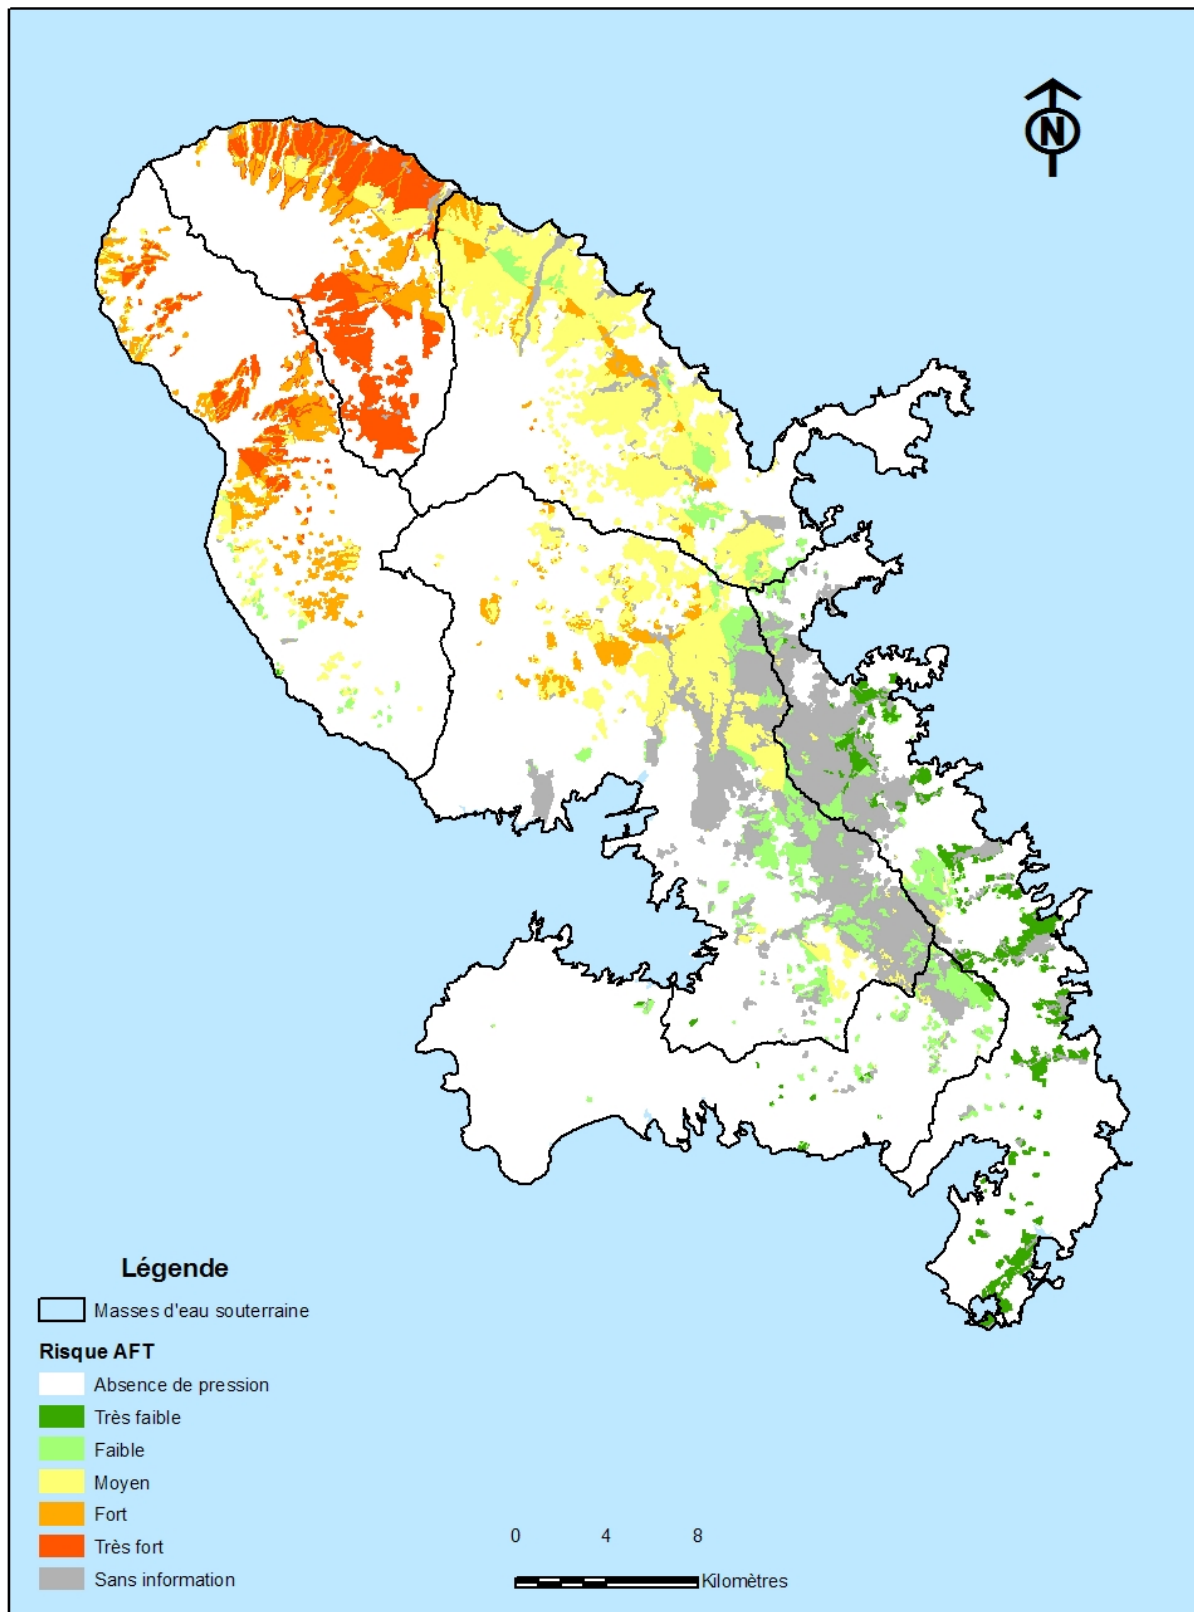 N
Légende
Masses d'eau souterraine
Risque AFT
Absence de pression
Très faible
Faible
Moyen
Fort
Très fort
Sans information
0 4 8
Kilomètres